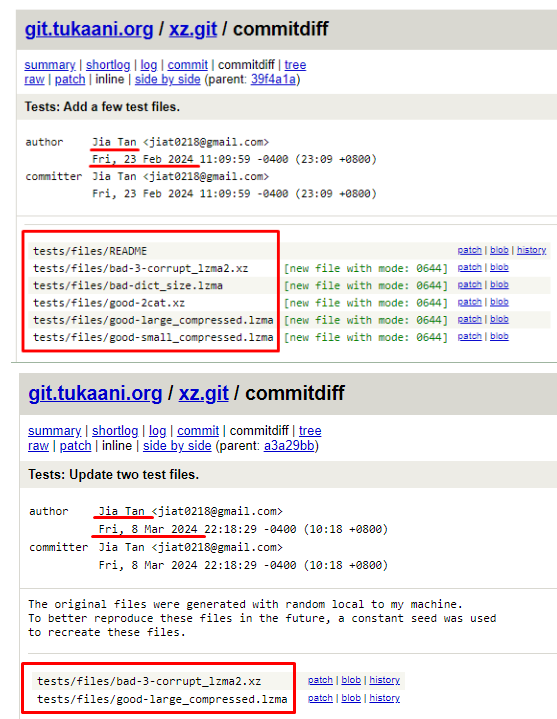 git.tukaani.org / xz.git / commitdiff
summary | shortlog | log | commit | commitdiff | tree
raw | patch | inline | side by side (parent: 39f4a1a)
Tests: Add a few test files.
author Jia Tan <jiat0218@gmail.com>
Fri, 23 Feb 2024 11:09:59 -0400 (23:09 +0800)
committer Jia Tan <jiat0218@gmail.com>
Fri, 23 Feb 2024 11:09:59 -0400 (23:09 +0800)
tests/files/README patch | blob | history
tests/files/bad-3-corrupt_lzma2.xz [new file with mode: 0644] patch | blob
tests/files/bad-dict_size.lzma [new file with mode: 0644] patch | blob
tests/files/good-2cat.xz [new file with mode: 0644] patch | blob
tests/files/good-large_compressed.lzma [new file with mode: 0644] patch | blob
tests/files/good-small_compressed.lzma [new file with mode: 0644] patch | blob
git.tukaani.org / xz.git / commitdiff
summary | shortlog | log | commit | commitdiff | tree
raw | patch | inline | side by side (parent: a3a29bb)
Tests: Update two test files.
author Jia Tan <jiat0218@gmail.com>
Fri, 8 Mar 2024 22:18:29 -0400 (10:18 +0800)
committer Jia Tan <jiat0218@gmail.com>
Fri, 8 Mar 2024 22:18:29 -0400 (10:18 +0800)
The original files were generated with random local to my machine.
To better reproduce these files in the future, a constant seed was used
to recreate these files.
tests/files/bad-3-corrupt_lzma2.xz patch | blob | history
tests/files/good-large_compressed.lzma patch | blob | history